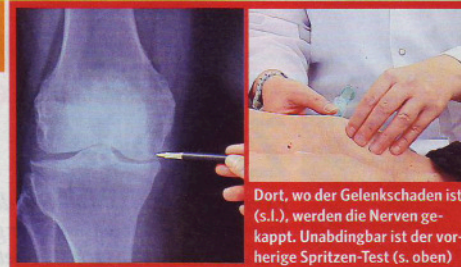 Dort, wo der Gelenkschaden ist
(s.l.), werden die Nerven ge-
kappt. Unabdingbar ist der vor-
herige Spritzen-Test (s. oben)